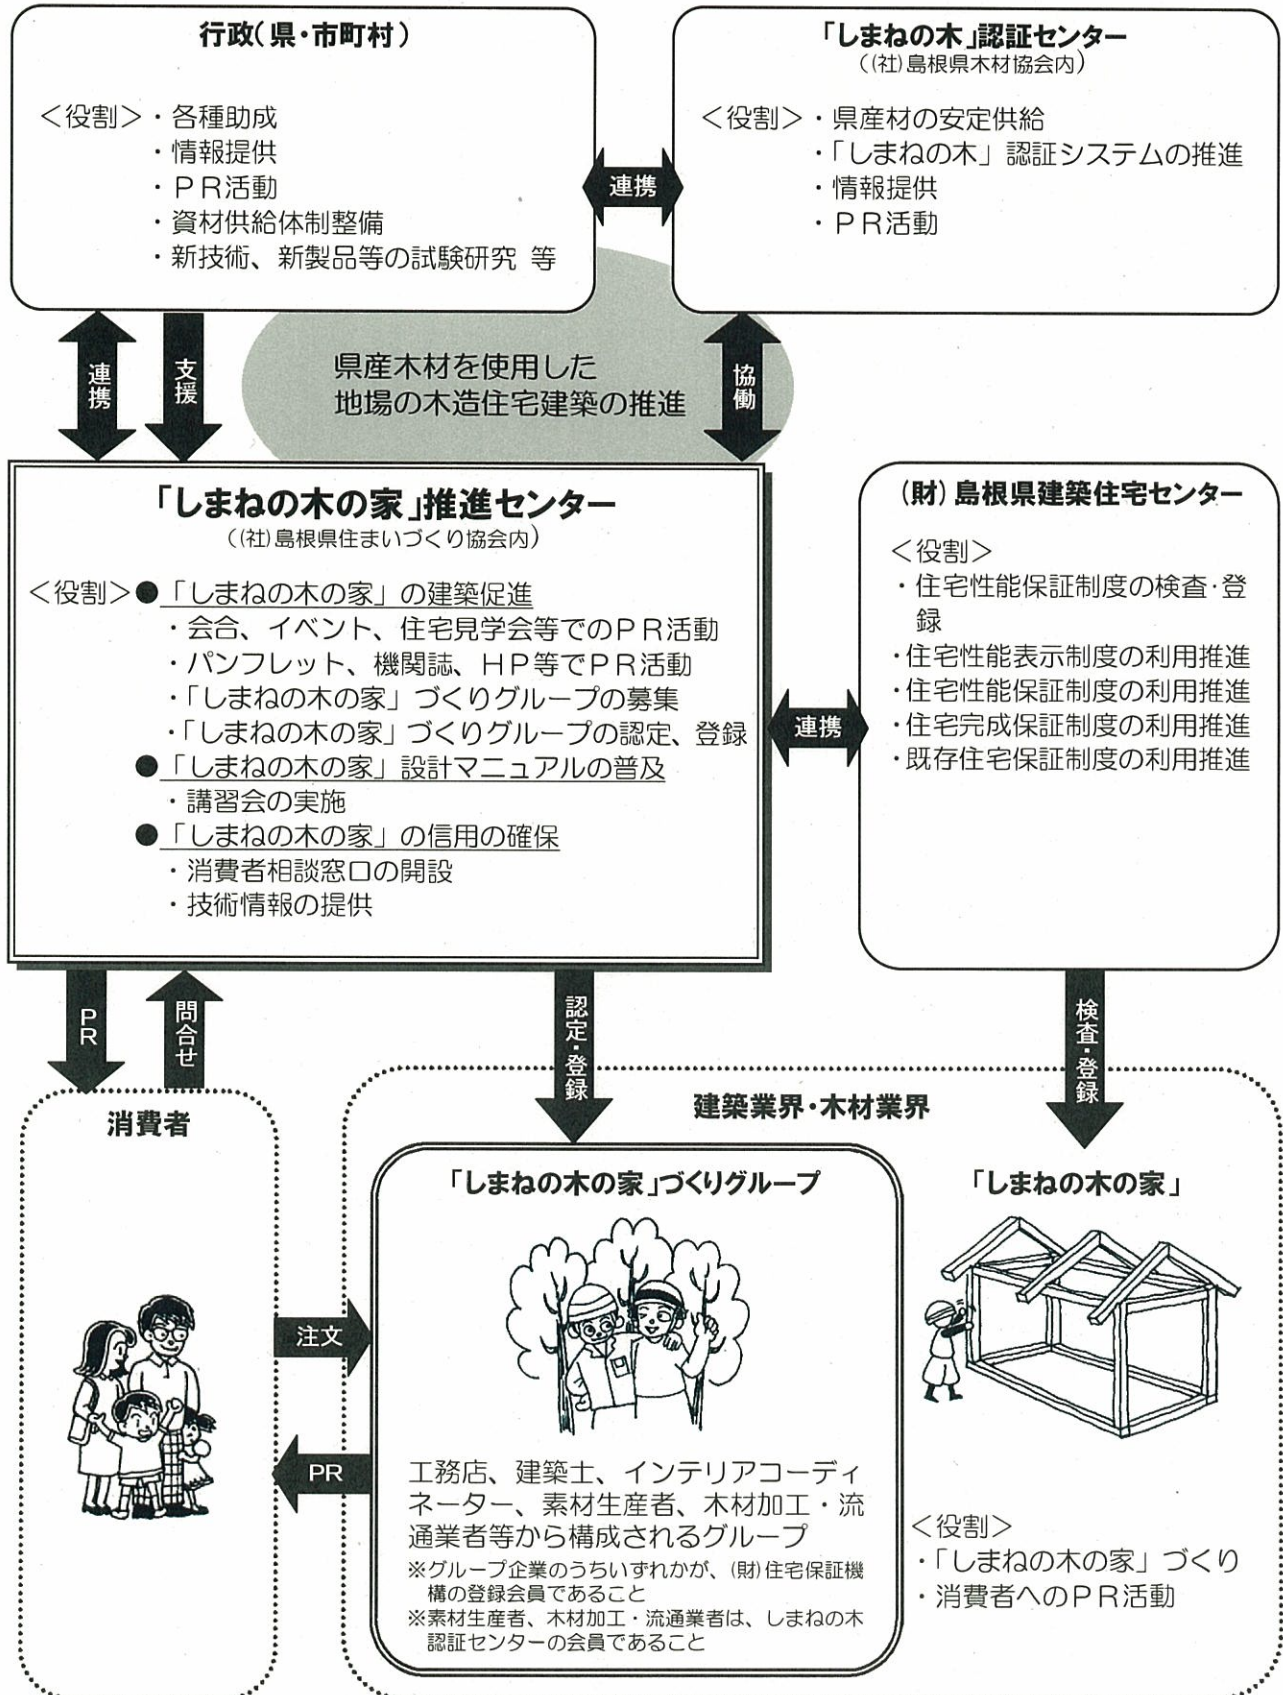 行政(県・市町村)
<役割>・各種助成
・情報提供
・PR活動
・資材供給体制整備
・新技術、新製品等の試験研究 等
連携
「しまねの木」認証センター
((社)島根県木材協会内)
<役割>・県産材の安定供給
・「しまねの木」認証システムの推進
・情報提供
・PR活動
連携
支援
県産木材を使用した
地場の木造住宅建築の推進
協働
「しまねの木の家」推進センター
((社)島根県住まいづくり協会内)
<役割>●「しまねの木の家」の建築促進
・会合、イベント、住宅見学会等でのPR活動
・パンフレット、機関誌、HP等でPR活動
・「しまねの木の家」づくりグループの募集
・「しまねの木の家」づくりグループの認定、登録
●「しまねの木の家」設計マニュアルの普及
・講習会の実施
●「しまねの木の家」の信用の確保
・消費者相談窓口の開設
・技術情報の提供
連携
(財)島根県建築住宅センター
<役割>
・住宅性能保証制度の検査・登
録
・住宅性能表示制度の利用推進
・住宅性能保証制度の利用推進
・住宅完成保証制度の利用推進
・既存住宅保証制度の利用推進
PR
問合せ
認定・登録
検査・登録
消費者
建築業界・木材業界
「しまねの木の家」づくりグループ
「しまねの木の家」
注文
PR
工務店、建築士、インテリアコーディ
ネーター、素材生産者、木材加工・流
通業者等から構成されるグループ
※グループ企業のうちいずれかが、(財)住宅保証機
構の登録会員であること
※素材生産者、木材加工・流通業者は、しまねの木
認証センターの会員であること
<役割>
・「しまねの木の家」づくり
・消費者へのPR活動